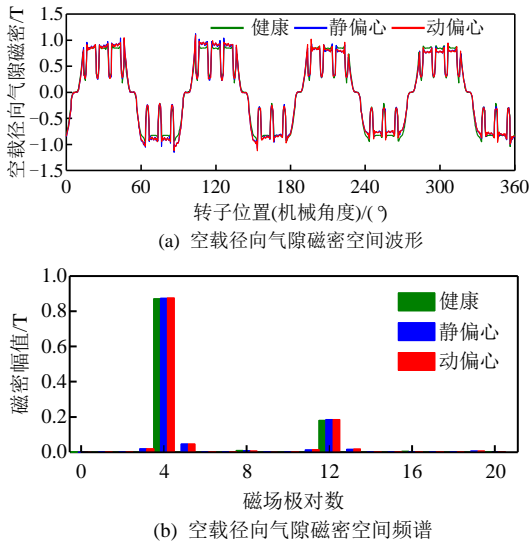 空载径向气隙磁密/T
1.5
1.0
0.5
0.0
−0.5
−1.0
−1.5
健康 静偏心 动偏心
0 60 120 180 240 300 360
转子位置(机械角度)/(°)
(a) 空载径向气隙磁密空间波形
磁密幅值/T
1.0
0.8
0.6
0.4
0.2
0.0
健康
静偏心
动偏心
0 4 8 12 16 20
磁场极对数
(b) 空载径向气隙磁密空间频谱